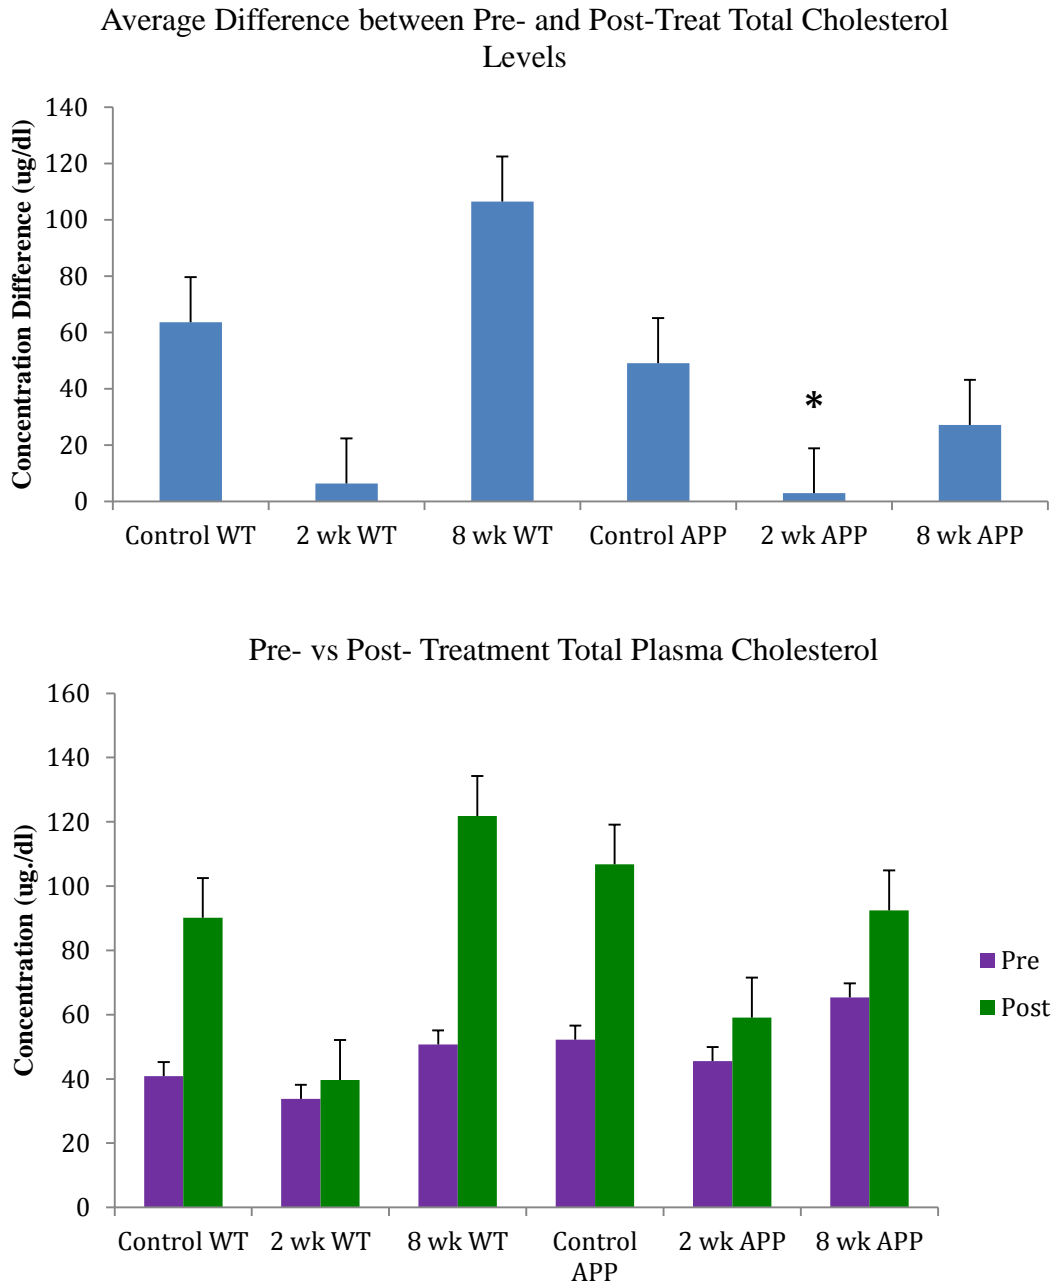 Average Difference between Pre- and Post-Treat Total Cholesterol
Levels
Concentration Difference (ug/dl)
140
120
100
80
60
40
20
0
*
Control WT 2 wk WT 8 wk WT Control APP 2 wk APP 8 wk APP
Pre- vs Post- Treatment Total Plasma Cholesterol
Concentration (ug./dl)
160
140
120
100
80
60
40
20
0
Control WT 2 wk WT 8 wk WT Control APP 2 wk APP 8 wk APP
Pre
Post